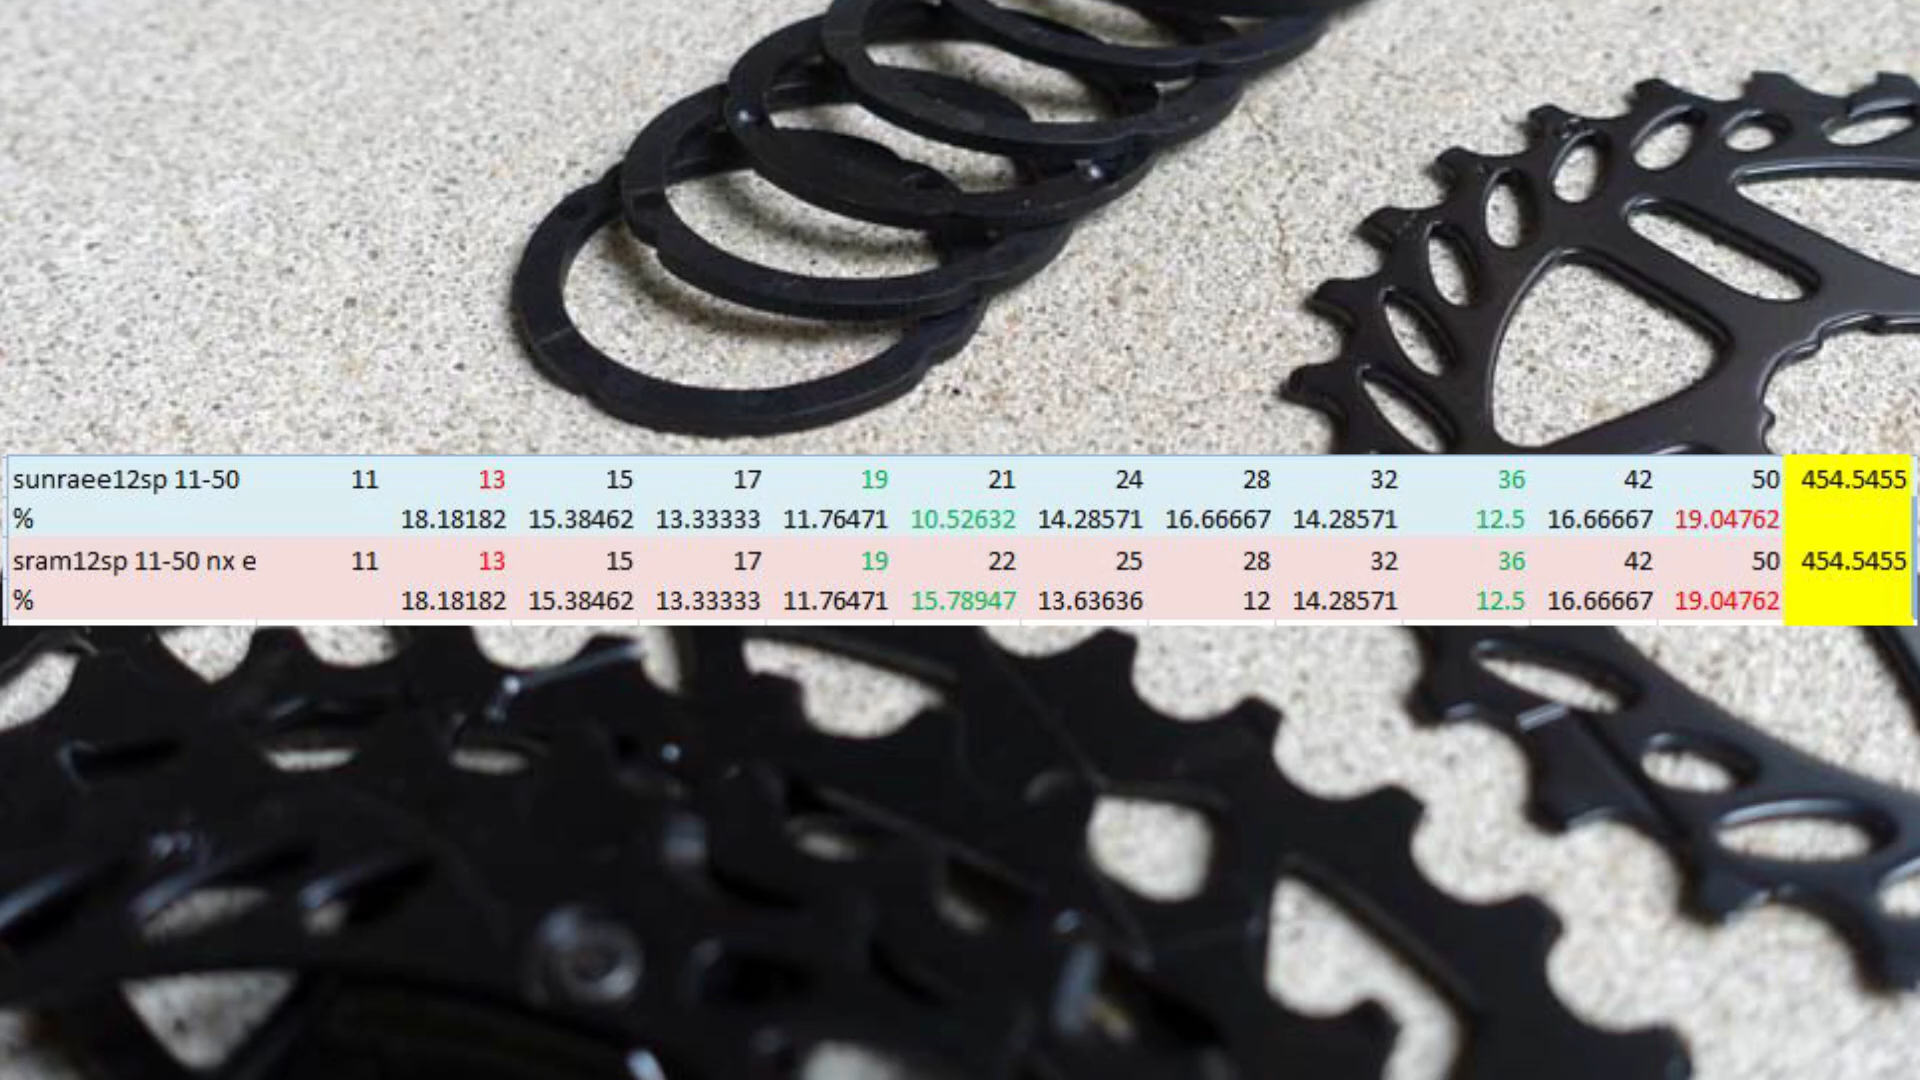 sunraee12sp 11-50 11 13 15 17 19 21 24 28 32 36 42 50 454.5455
% 18.18182 15.38462 13.33333 11.76471 10.52632 14.28571 16.66667 14.28571 12.5 16.66667 19.04762
sram12sp 11-50 nx e 11 13 15 17 19 22 25 28 32 36 42 50 454.5455
% 18.18182 15.38462 13.33333 11.76471 15.78947 13.63636 12 14.28571 12.5 16.66667 19.04762